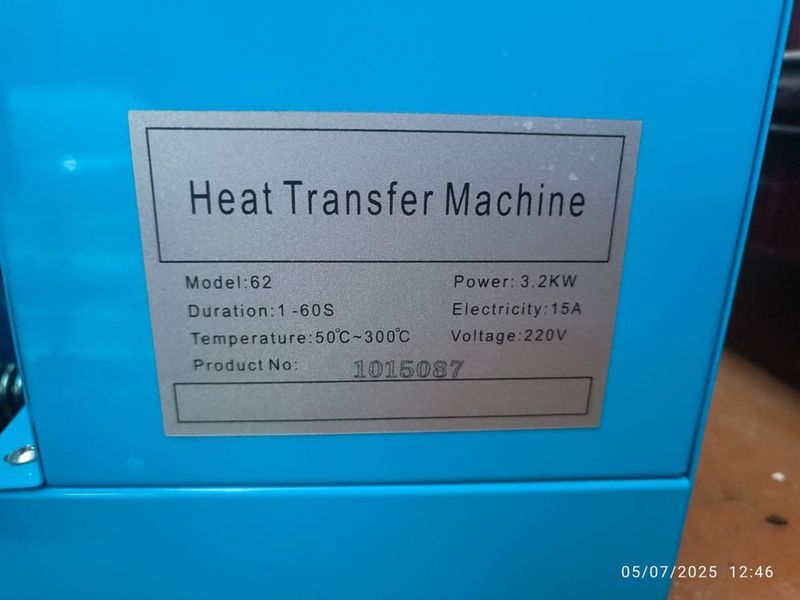 Heat Transfer Machine
Model:62 Power: 3.2KW
Duration:1-60S Electricity:15A
Temperature:50℃~300℃ Voltage:220V
Product No: 1015087
05/07/2025 12:46